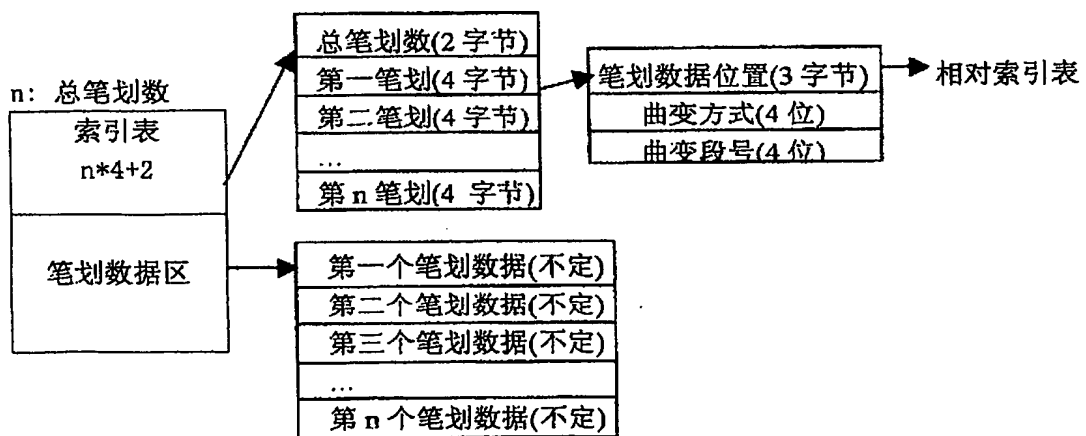 n: 总笔划数
索引表
n*4+2
笔划数据区
总笔划数(2字节)
第一笔划(4字节)
第二笔划(4字节)
...
第n笔划(4 字节)
笔划数据位置(3字节)
曲变方式(4位)
曲变段号(4位)
相对索引表
第一个笔划数据(不定)
第二个笔划数据(不定)
第三个笔划数据(不定)
...
第n个笔划数据(不定)